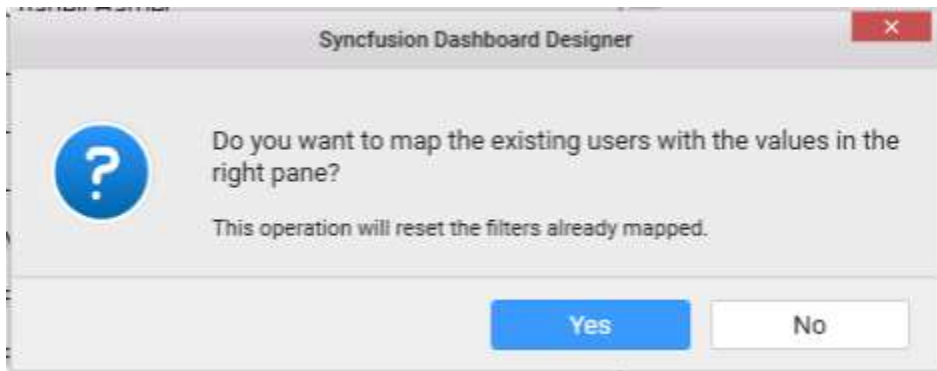 Syncfusion Dashboard Designer
Do you want to map the existing users with the values in the
right pane?
This operation will reset the filters already mapped.
Yes
No